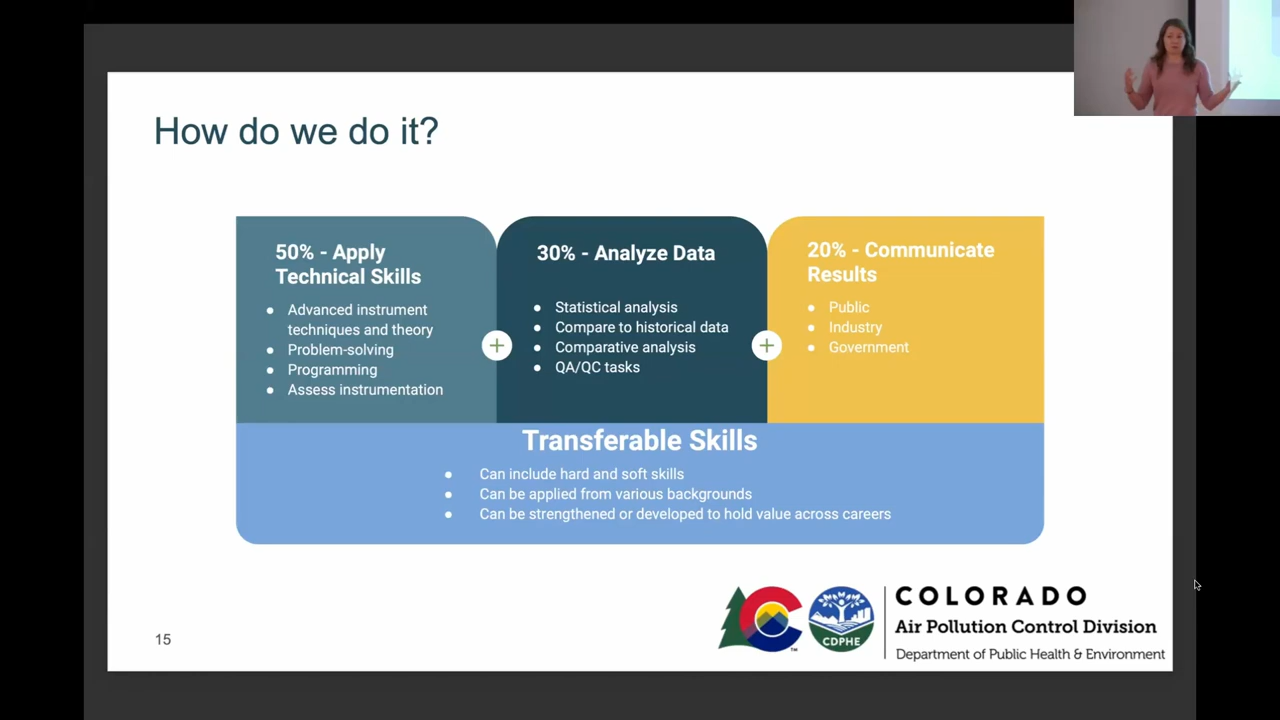 How do we do it?
50% - Apply
Technical Skills
● Advanced instrument
techniques and theory
● Problem-solving
● Programming
● Assess instrumentation
+
30% - Analyze Data
● Statistical analysis
● Compare to historical data
● Comparative analysis
● QA/QC tasks
+
20% - Communicate
Results
● Public
● Industry
● Government
Transferable Skills
● Can include hard and soft skills
● Can be applied from various backgrounds
● Can be strengthened or developed to hold value across careers
15
C
TM
CDPHE
COLORADO
Air Pollution Control Division
Department of Public Health & Environment